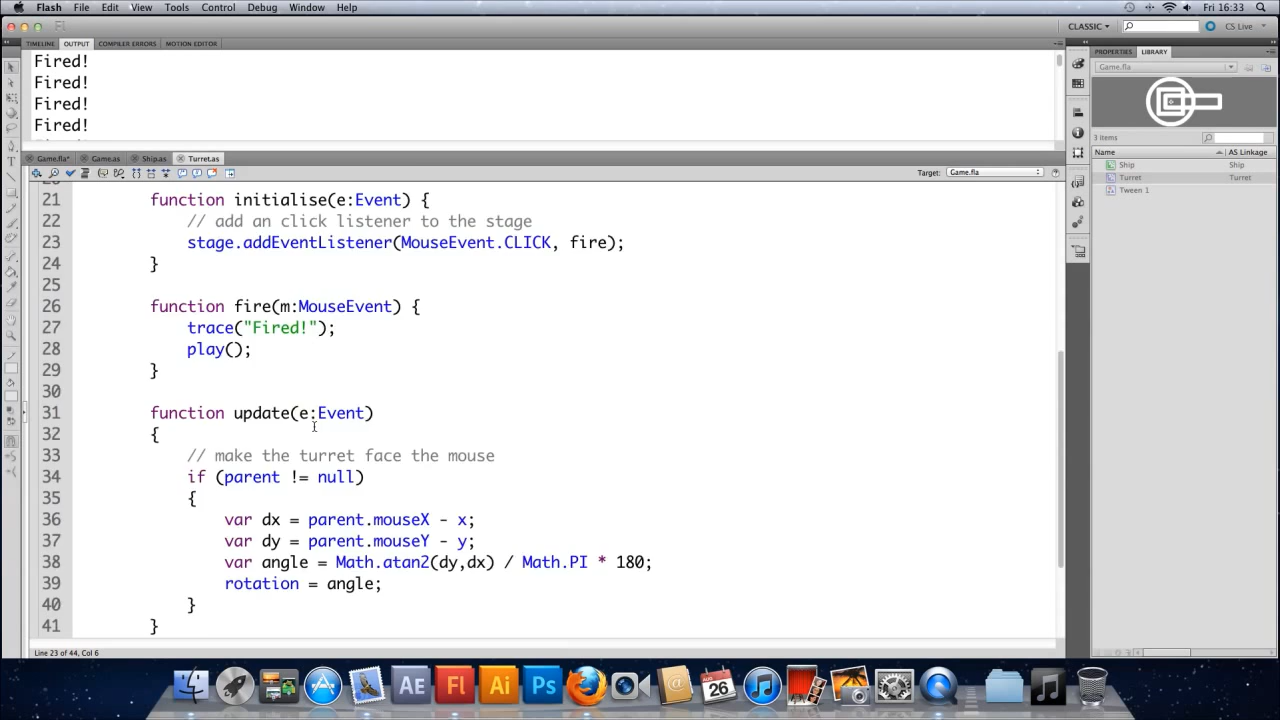 Flash File Edit View Tools Control Debug Window Help Fri 16:33
CLASSIC CS Live
TIMELINE OUTPUT COMPILER ERRORS MOTION EDITOR PROPERTIES LIBRARY
Fired!
Fired!
Fired!
Fired!
Game.fla
3 items
Name AS Linkage
Ship Ship
Turret Turret
Tween 1
Game.fla* Game.as Ship.as Turret.as
Target: Game.fla
21 function initialise(e:Event) {
22 // add an click listener to the stage
23 stage.addEventListener(MouseEvent.CLICK, fire);
24 }
25
26 function fire(m:MouseEvent) {
27 trace("Fired!");
28 play();
29 }
30
31 function update(e:Event)
32 {
33 // make the turret face the mouse
34 if (parent != null)
35 {
36 var dx = parent.mouseX - x;
37 var dy = parent.mouseY - y;
38 var angle = Math.atan2(dy,dx) / Math.PI * 180;
39 rotation = angle;
40 }
41 }
Line 23 of 44, Col 6
AE Fl Ai Ps 26